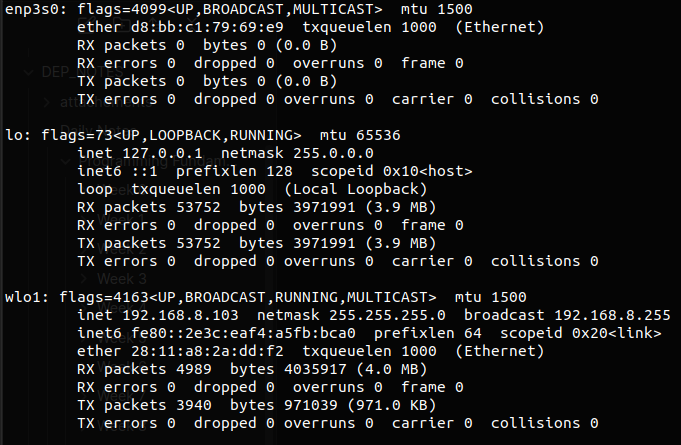 enp3s0: flags=4099<UP,BROADCAST,MULTICAST>  mtu 1500
        ether d8:bb:c1:79:69:e9  txqueuelen 1000  (Ethernet)
        RX packets 0  bytes 0 (0.0 B)
        RX errors 0  dropped 0  overruns 0  frame 0
        TX packets 0  bytes 0 (0.0 B)
        TX errors 0  dropped 0 overruns 0  carrier 0  collisions 0

lo: flags=73<UP,LOOPBACK,RUNNING>  mtu 65536
        inet 127.0.0.1  netmask 255.0.0.0
        inet6 ::1  prefixlen 128  scopeid 0x10<host>
        loop  txqueuelen 1000  (Local Loopback)
        RX packets 53752  bytes 3971991 (3.9 MB)
        RX errors 0  dropped 0  overruns 0  frame 0
        TX packets 53752  bytes 3971991 (3.9 MB)
        TX errors 0  dropped 0 overruns 0  carrier 0  collisions 0
Week 3

wlo1: flags=4163<UP,BROADCAST,RUNNING,MULTICAST>  mtu 1500
        inet 192.168.8.103  netmask 255.255.255.0  broadcast 192.168.8.255
        inet6 fe80::2e3c:eaf4:a5fb:bca0  prefixlen 64  scopeid 0x20<link>
        ether 28:11:a8:2a:dd:f2  txqueuelen 1000  (Ethernet)
        RX packets 4989  bytes 4035917 (4.0 MB)
        RX errors 0  dropped 0  overruns 0  frame 0
        TX packets 3940  bytes 971039 (971.0 KB)
        TX errors 0  dropped 0 overruns 0  carrier 0  collisions 0
DEP_NOTES